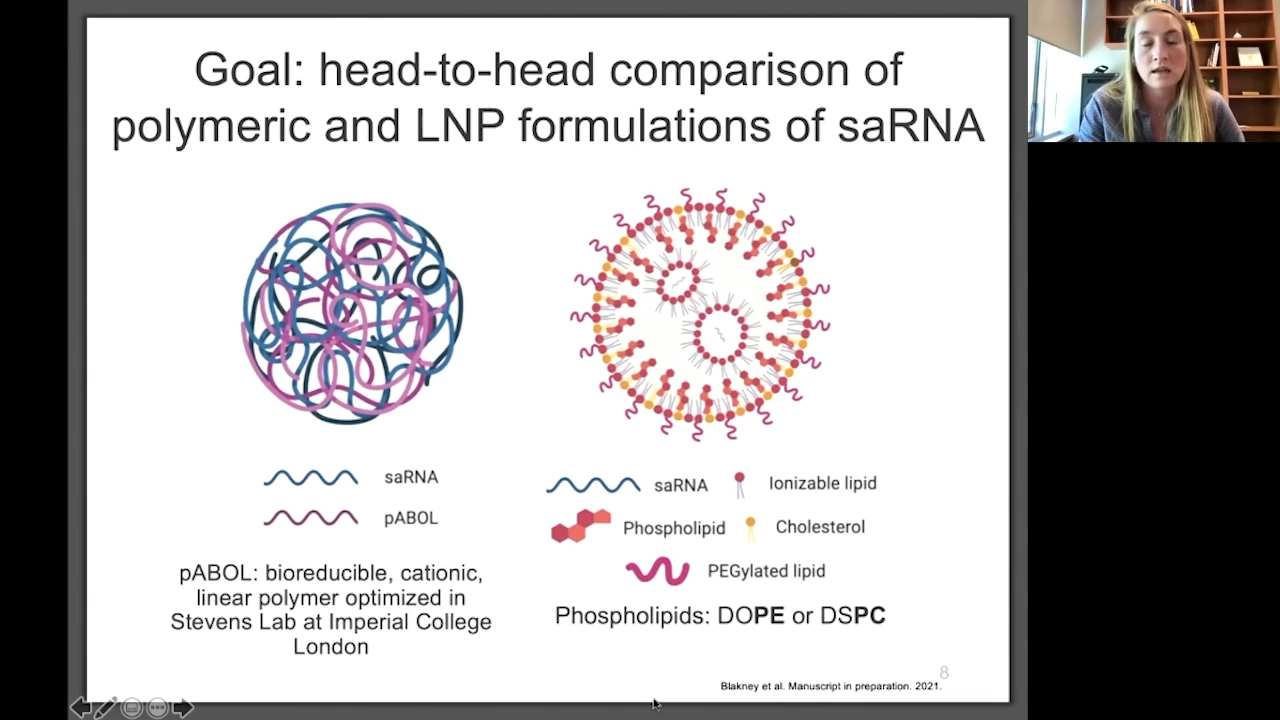 Goal: head-to-head comparison of
polymeric and LNP formulations of saRNA
saRNA
pABOL
pABOL: bioreducible, cationic,
linear polymer optimized in
Stevens Lab at Imperial College
London
saRNA
Ionizable lipid
Phospholipid
Cholesterol
PEGylated lipid
Phospholipids: DOPE or DSPC
8
Blakney et al. Manuscript in preparation. 2021.